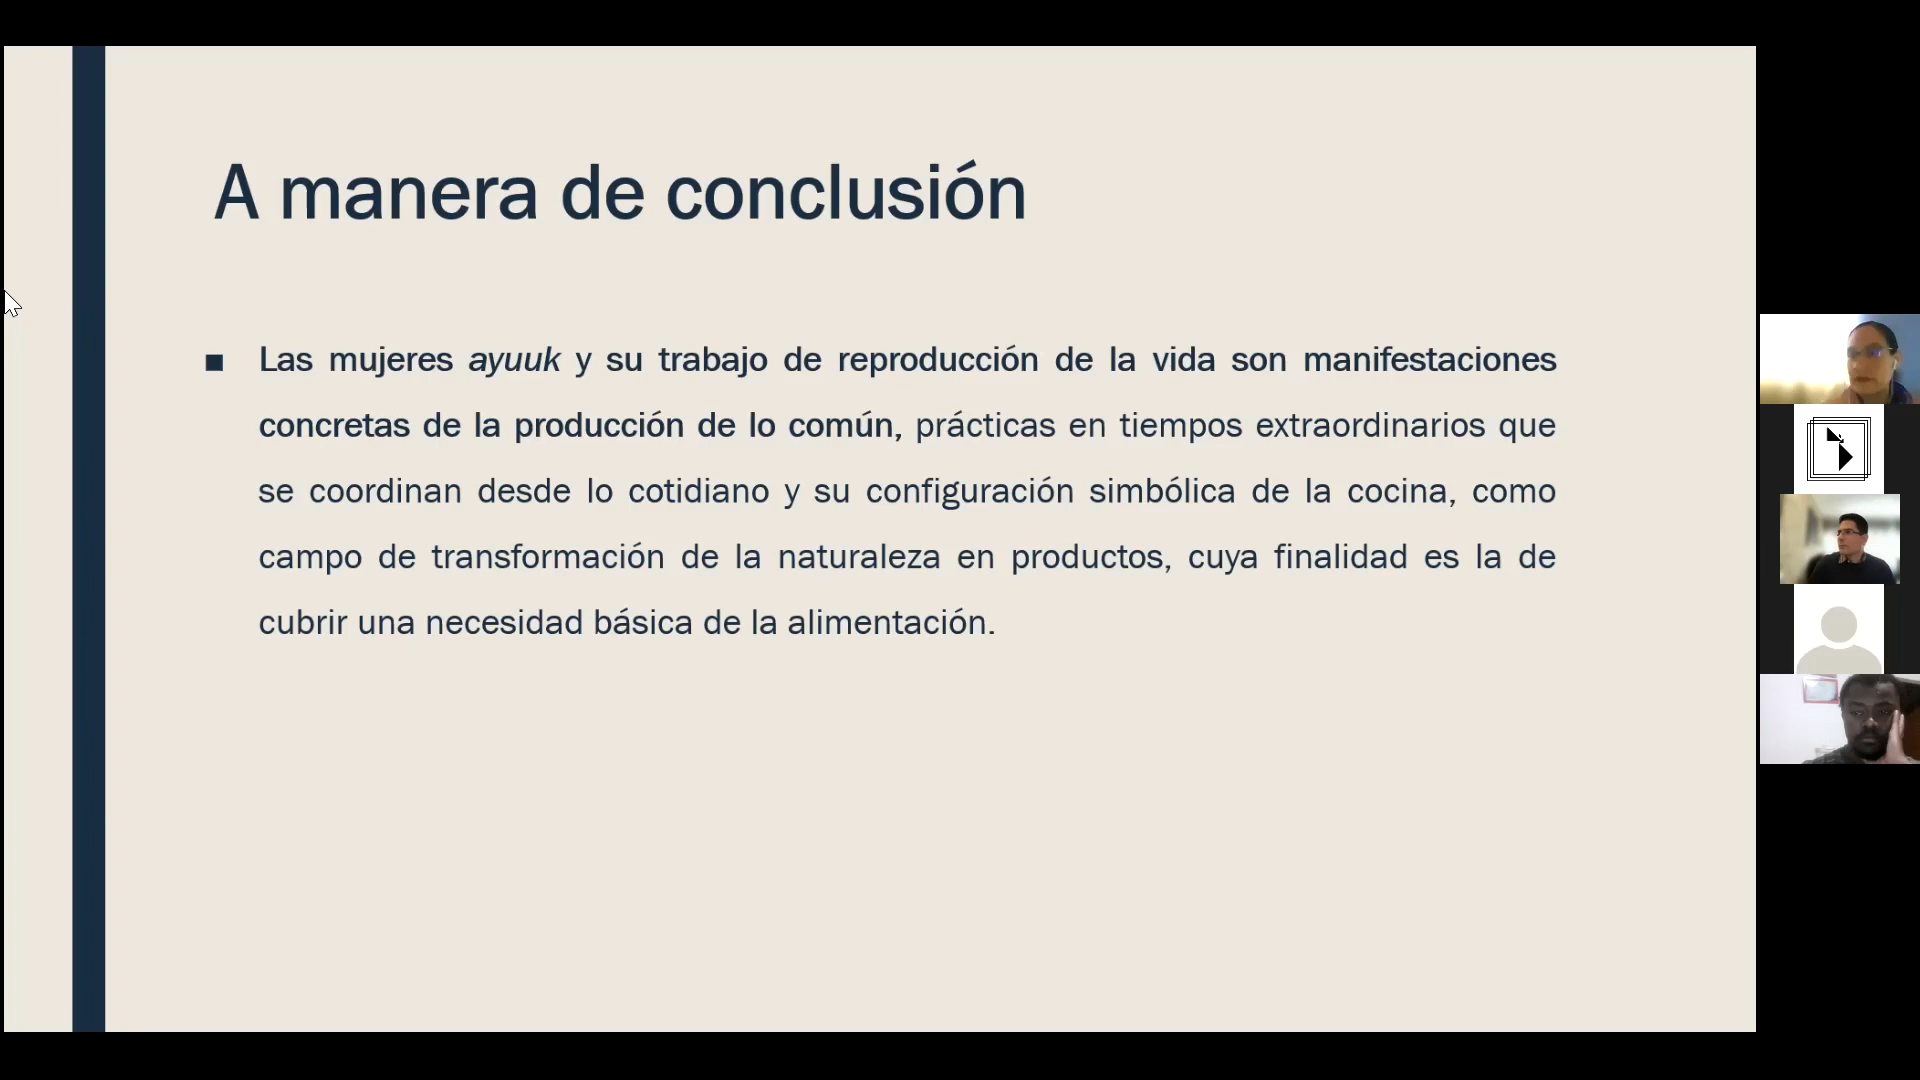 A manera de conclusión
■ Las mujeres ayuuk y su trabajo de reproducción de la vida son manifestaciones
concretas de la producción de lo común, prácticas en tiempos extraordinarios que
se coordinan desde lo cotidiano y su configuración simbólica de la cocina, como
campo de transformación de la naturaleza en productos, cuya finalidad es la de
cubrir una necesidad básica de la alimentación.